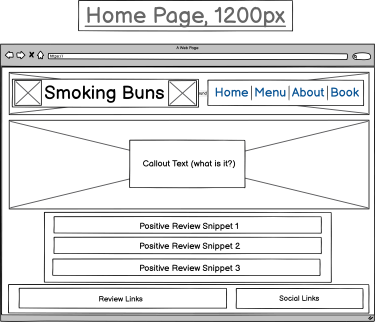 Home Page, 1200px
A Web Page
https://
Smoking Buns
Home Menu About Book
Callout Text (what is it?)
Positive Review Snippet 1
Positive Review Snippet 2
Positive Review Snippet 3
Review Links
Social Links